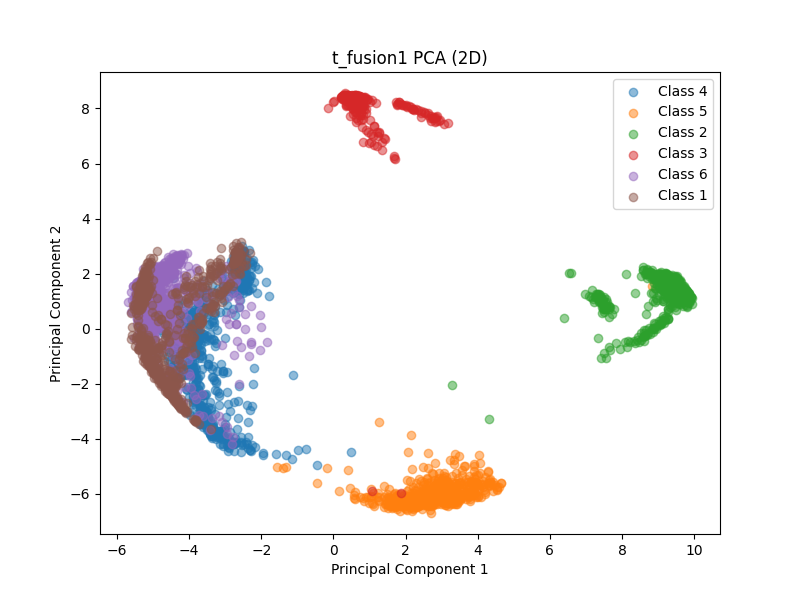 t_fusion1 PCA (2D)
Class 4
Class 5
Class 2
Class 3
Class 6
Class 1
8
6
4
2
0
−2
−4
−6
Principal Component 2
−6
−4
−2
0
2
4
6
8
10
Principal Component 1